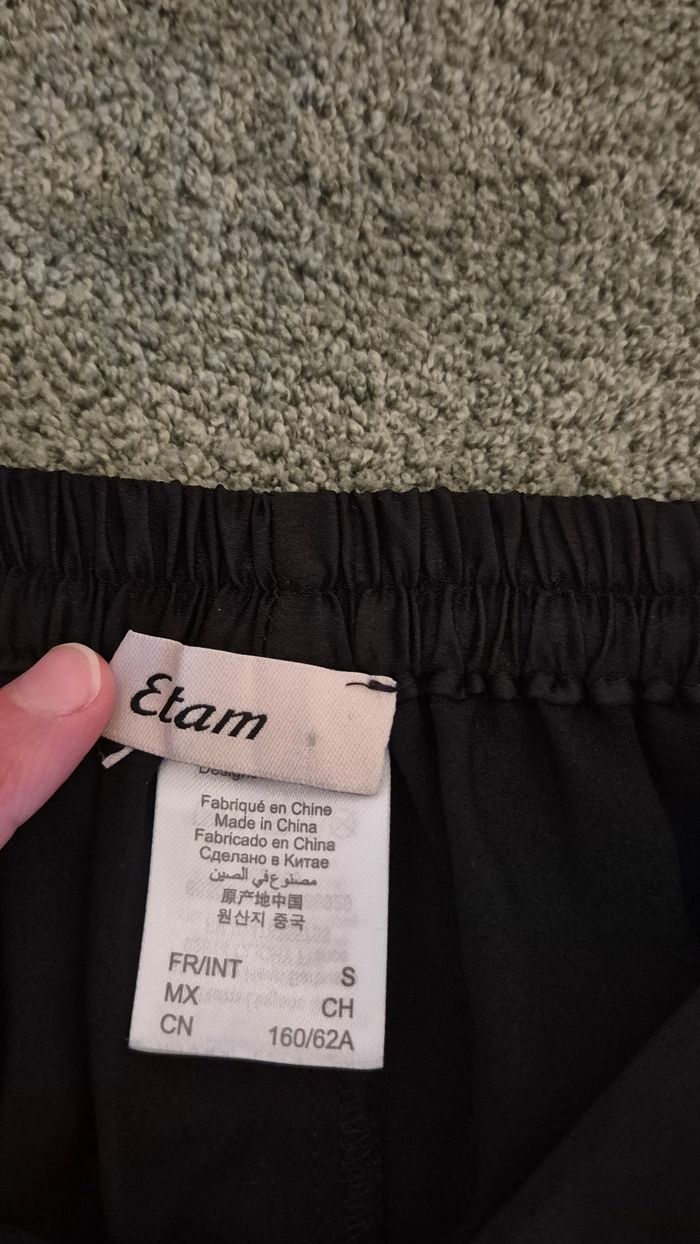 Etam
Fabriqué en Chine
Made in China
Fabricado en China
Сделано в Китае
مصنوع في الصين
原产地中国
원산지 중국
FR/INT S
MX CH
CN 160/62A